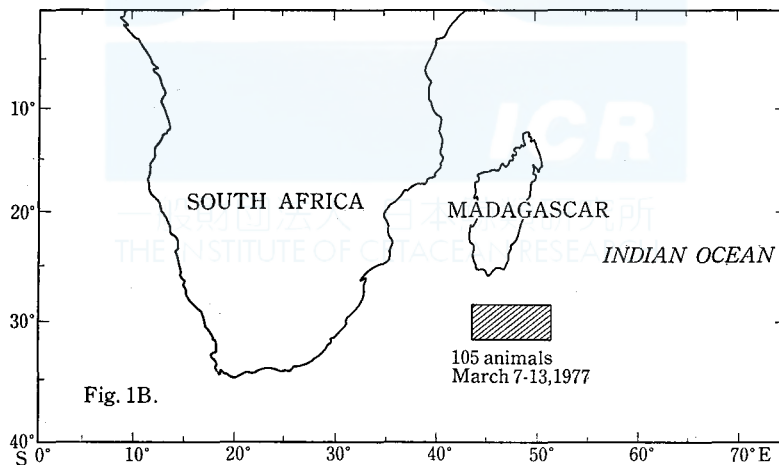 ICR
一般財団法人 日本鯨類研究所
THE INSTITUTE OF CETACEAN RESEARCH
10°
20°
30°
40°
S
SOUTH AFRICA
MADAGASCAR
INDIAN OCEAN
105 animals
March 7-13,1977
Fig. 1B.
0° 10° 20° 30° 40° 50° 60° 70° E